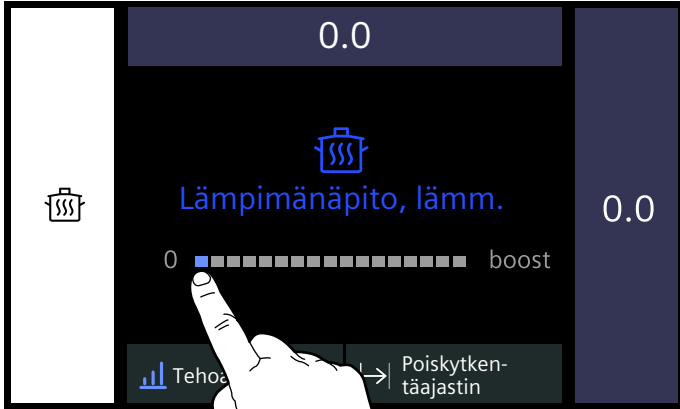 0.0
Lämpimänäpito, lämm.
0.0
0 boost
Poiskytken-
täajastin